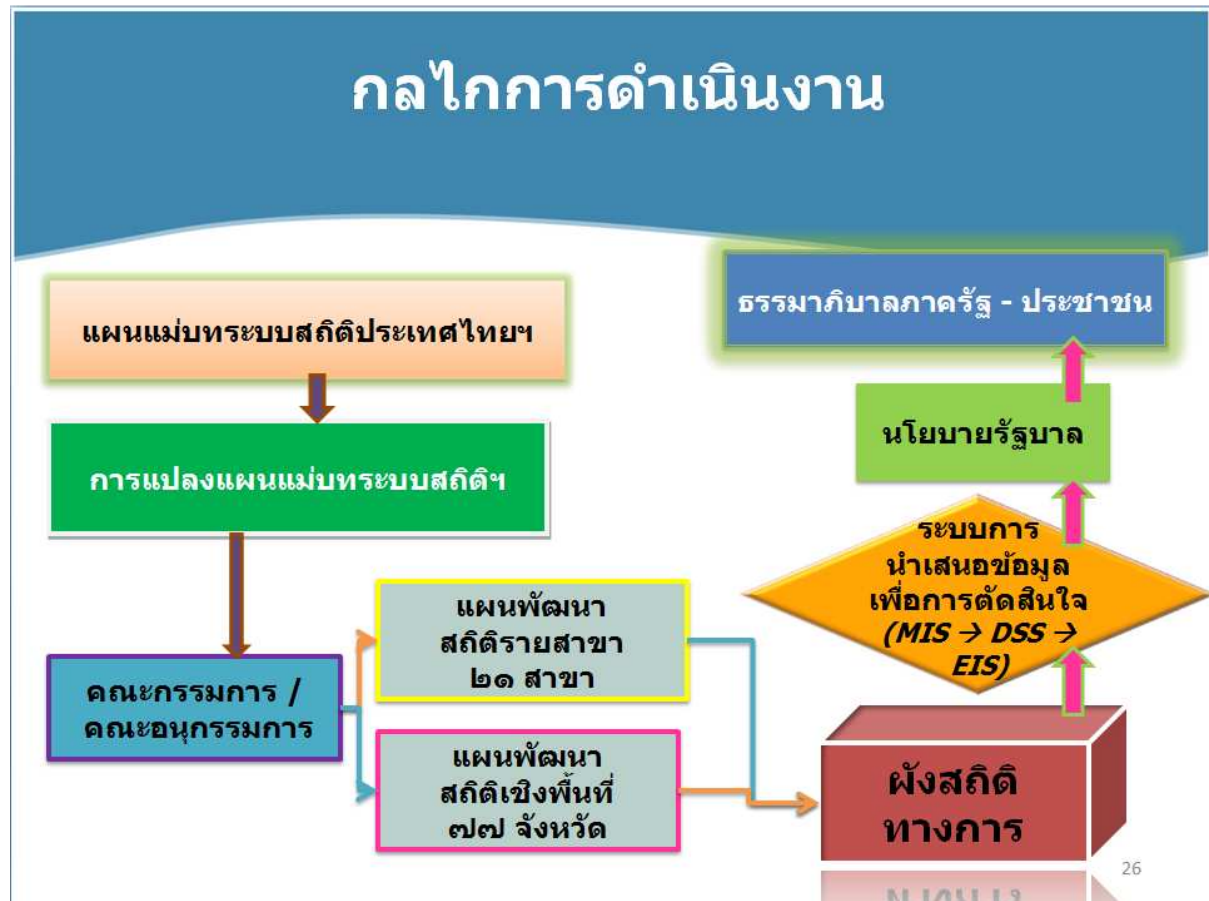 กลไกการดำเนินงาน
แผนแม่บทระบบสถิติประเทศไทยฯ
การแปลงแผนแม่บทระบบสถิติฯ
คณะกรรมการ /
คณะอนุกรรมการ
แผนพัฒนา
สถิติรายสาขา
๒๑ สาขา
แผนพัฒนา
สถิติเชิงพื้นที่
๗๗ จังหวัด
ผังสถิติ
ทางการ
ระบบการ
นำเสนอข้อมูล
เพื่อการตัดสินใจ
(MIS → DSS →
EIS)
นโยบายรัฐบาล
ธรรมาภิบาลภาครัฐ - ประชาชน
26